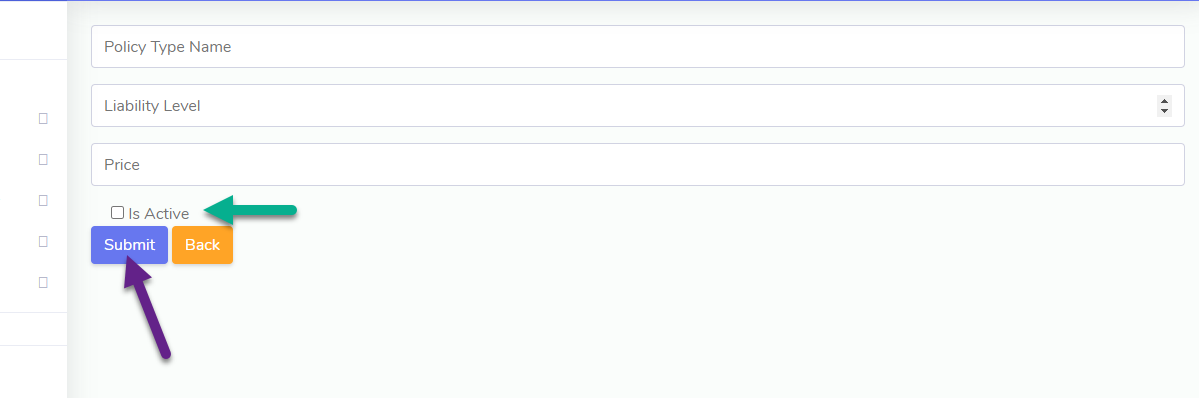 Policy Type Name
Liability Level
Price
Is Active
Submit Back